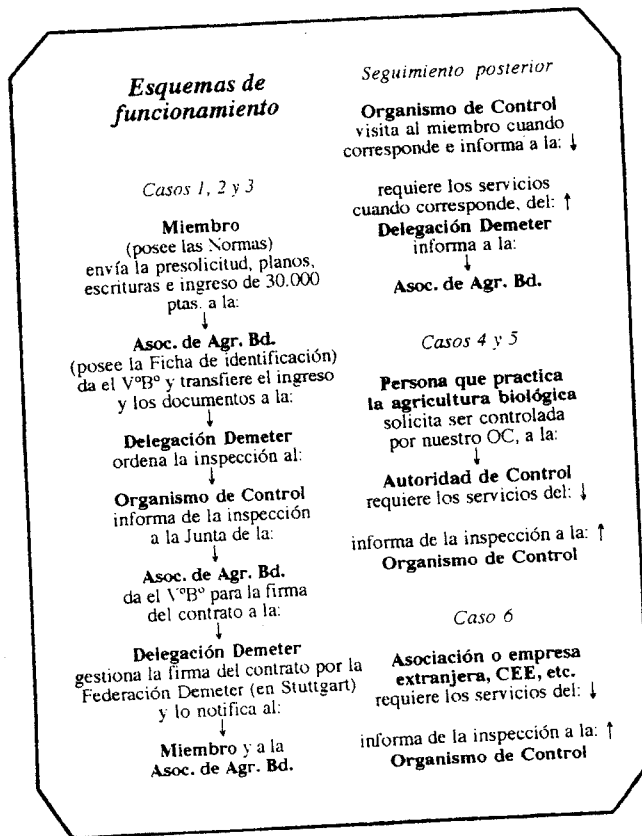 Esquemas de
funcionamiento
Casos 1, 2 y 3
Miembro
(posee las Normas)
envía la presolicitud, planos,
escrituras e ingreso de 30.000
ptas. a la:
↓
Asoc. de Agr. Bd.
(posee la Ficha de identificación)
da el VºBº y transfiere el ingreso
y los documentos a la:
↓
Delegación Demeter
ordena la inspección al:
↓
Organismo de Control
informa de la inspección
a la Junta de la:
↓
Asoc. de Agr. Bd.
da el VºBº para la firma
del contrato a la:
↓
Delegación Demeter
gestiona la firma del contrato por la
Federación Demeter (en Stuttgart)
y lo notifica al:
↓
Miembro y a la
Asoc. de Agr. Bd.
Seguimiento posterior
Organismo de Control
visita al miembro cuando
corresponde e informa a la: ↓
requiere los servicios
cuando corresponde, del: ↑
Delegación Demeter
informa a la:
↓
Asoc. de Agr. Bd.
Casos 4 y 5
Persona que practica
la agricultura biológica
solicita ser controlada
por nuestro OC, a la:
↓
Autoridad de Control
requiere los servicios del: ↓
informa de la inspección a la: ↑
Organismo de Control
Caso 6
Asociación o empresa
extranjera, CEE, etc.
requiere los servicios del: ↓
informa de la inspección a la: ↑
Organismo de Control